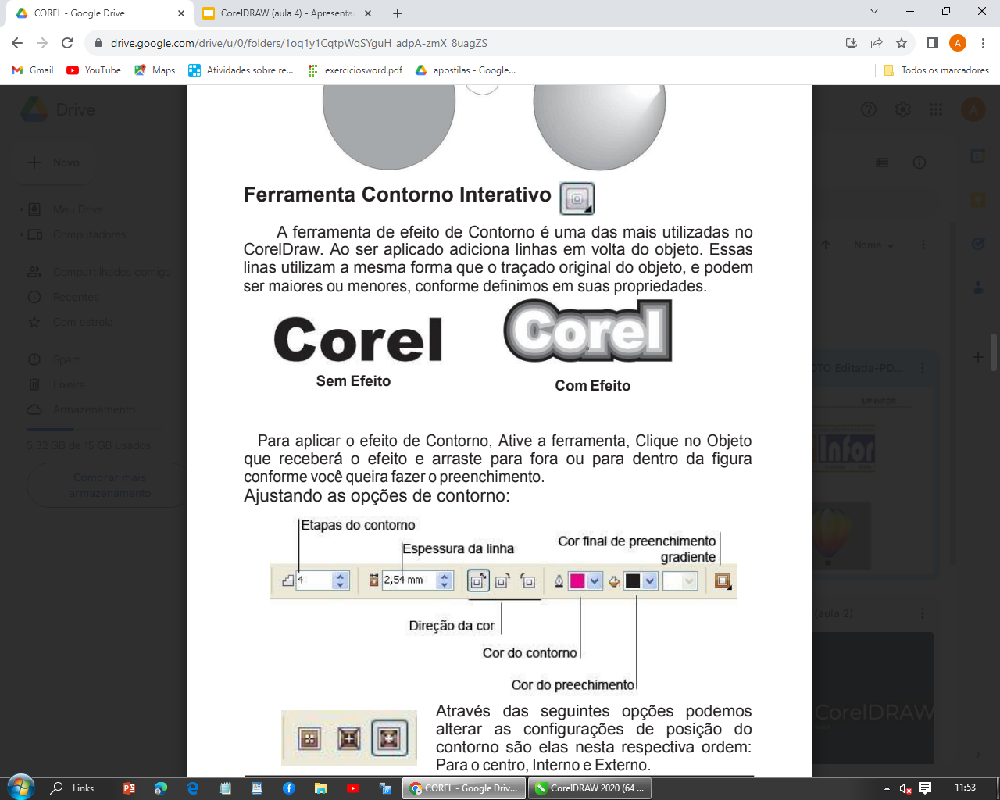 COREL - Google Drive
CorelDRAW (aula 4) - Apresenta
drive.google.com/drive/u/0/folders/1oq1y1CqtpWqSYguH_adpA-zmX_8uagZS
A
Gmail
YouTube
Maps
Atividades sobre re...
exerciciosword.pdf
apostilas - Google...
Todos os marcadores
Drive
A
Novo
Meu Drive
Computadores
Compartilhados comigo
Recentes
Com estrela
Spam
Lixeira
Armazenamento
5,32 GB de 15 GB usados
Comprar mais
armazenamento
Nome
OTO Editada-PD...
Infor
(aula 2)
CorelDRAW
Ferramenta Contorno Interativo
A ferramenta de efeito de Contorno é uma das mais utilizadas no
CorelDraw. Ao ser aplicado adiciona linhas em volta do objeto. Essas
linas utilizam a mesma forma que o traçado original do objeto, e podem
ser maiores ou menores, conforme definimos em suas propriedades.
Corel
Corel
Sem Efeito
Com Efeito
Para aplicar o efeito de Contorno, Ative a ferramenta, Clique no Objeto
que receberá o efeito e arraste para fora ou para dentro da figura
conforme você queira fazer o preenchimento.
Ajustando as opções de contorno:
Etapas do contorno
Espessura da linha
Cor final de preenchimento
gradiente
4
2,54 mm
Direção da cor
Cor do contorno
Cor do preechimento
Através das seguintes opções podemos
alterar as configurações de posição do
contorno são elas nesta respectiva ordem:
Para o centro, Interno e Externo.
Links
COREL - Google Driv...
CorelDRAW 2020 (64 ...
11:53